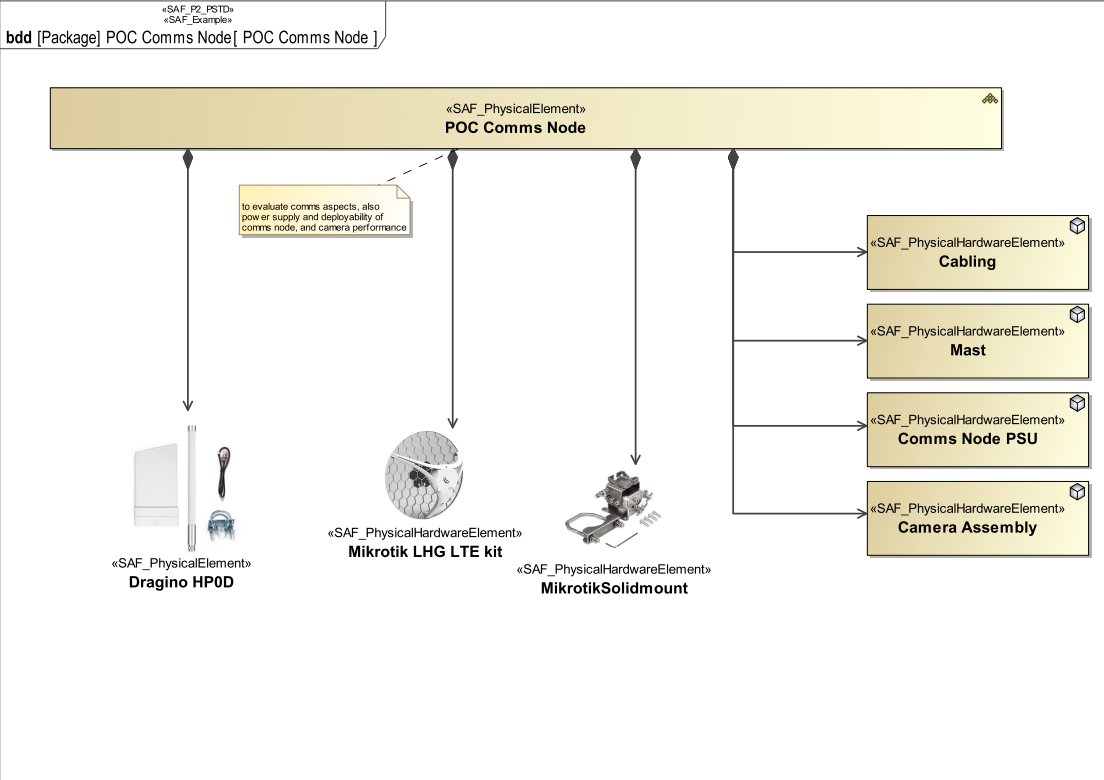 «SAF_P2_PSTD»
«SAF_Example»
bdd [Package] POC Comms Node[ POC Comms Node ]
«SAF_PhysicalElement»
POC Comms Node
to evaluate comms aspects, also
power supply and deployability of
comms node, and camera performance
«SAF_PhysicalHardwareElement»
Cabling
«SAF_PhysicalHardwareElement»
Mast
«SAF_PhysicalHardwareElement»
Comms Node PSU
«SAF_PhysicalHardwareElement»
Camera Assembly
«SAF_PhysicalElement»
Dragino HP0D
«SAF_PhysicalHardwareElement»
Mikrotik LHG LTE kit
«SAF_PhysicalHardwareElement»
MikrotikSolidmount